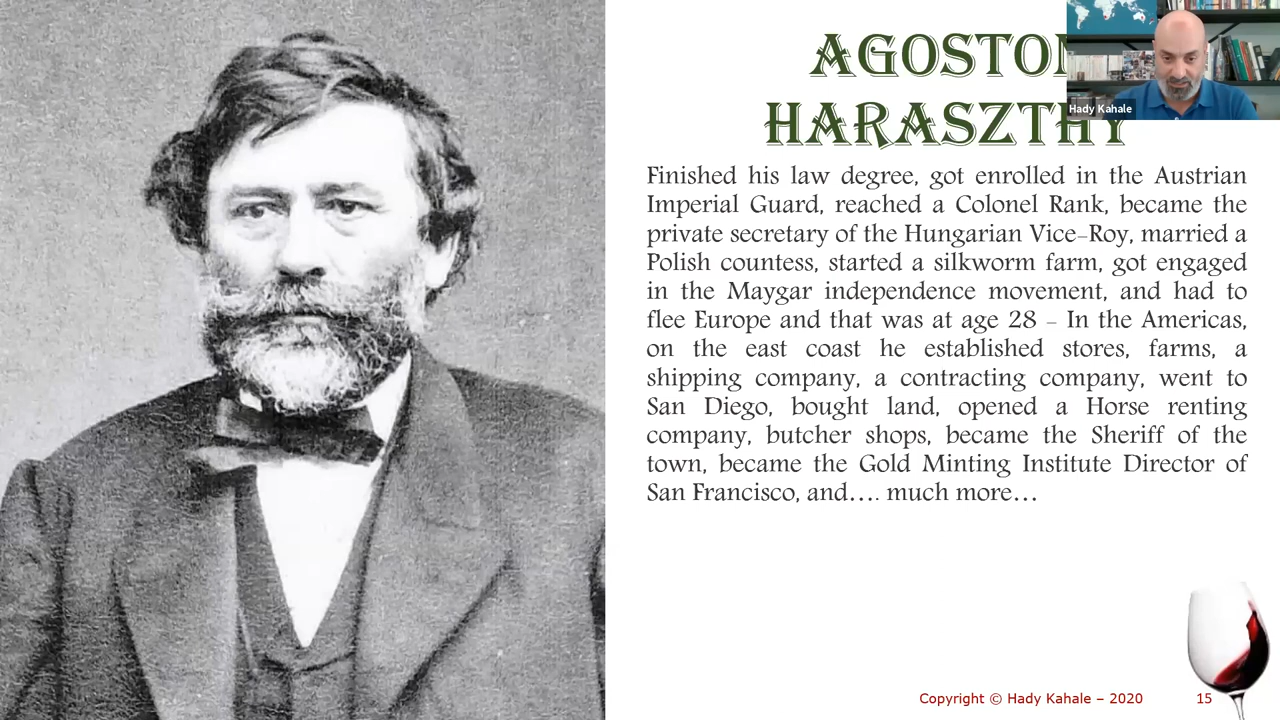 AGOSTON
HARASZTHY
Hady Kahale
Finished his law degree, got enrolled in the Austrian
Imperial Guard, reached a Colonel Rank, became the
private secretary of the Hungarian Vice-Roy, married a
Polish countess, started a silkworm farm, got engaged
in the Maygar independence movement, and had to
flee Europe and that was at age 28 - In the Americas,
on the east coast he established stores, farms, a
shipping company, a contracting company, went to
San Diego, bought land, opened a Horse renting
company, butcher shops, became the Sheriff of the
town, became the Gold Minting Institute Director of
San Francisco, and…. much more…
Copyright © Hady Kahale – 2020 15